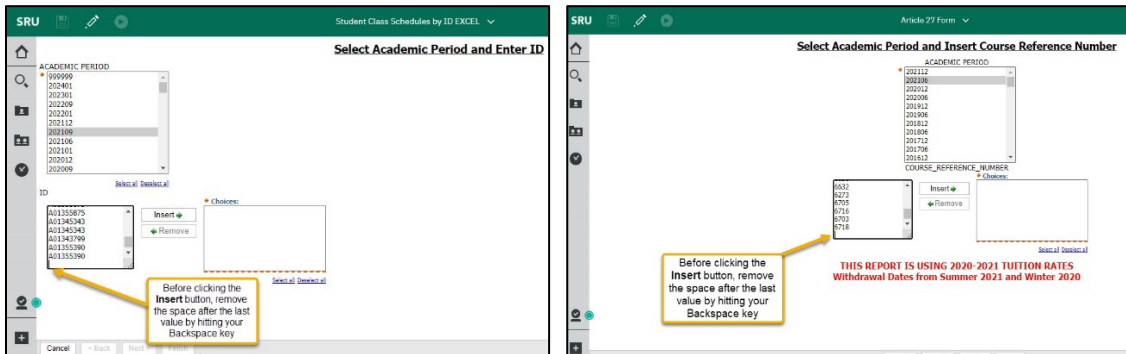 SRU
Student Class Schedules by ID EXCEL
Select Academic Period and Enter ID
ACADEMIC PERIOD
999999
202401
202301
202209
202201
202112
202109
202106
202101
202012
202009
Select all Deselect all
ID
Choices:
A01355875
A01345343
A01345343
A01343799
A01355390
A01355390
Insert
Remove
Select all Deselect all
Before clicking the
Insert button, remove
the space after the last
value by hitting your
Backspace key
Cancel < Back Next > Finish
SRU
Article 27 Form
Select Academic Period and Insert Course Reference Number
ACADEMIC PERIOD
202112
202106
202012
202006
201912
201906
201812
201806
201712
201706
201612
COURSE_REFERENCE_NUMBER
Choices:
6632
6273
6705
6716
6703
6718
Insert
Remove
Select all Deselect all
Before clicking the
Insert button, remove
the space after the last
value by hitting your
Backspace key
THIS REPORT IS USING 2020-2021 TUITION RATES
Withdrawal Dates from Summer 2021 and Winter 2020